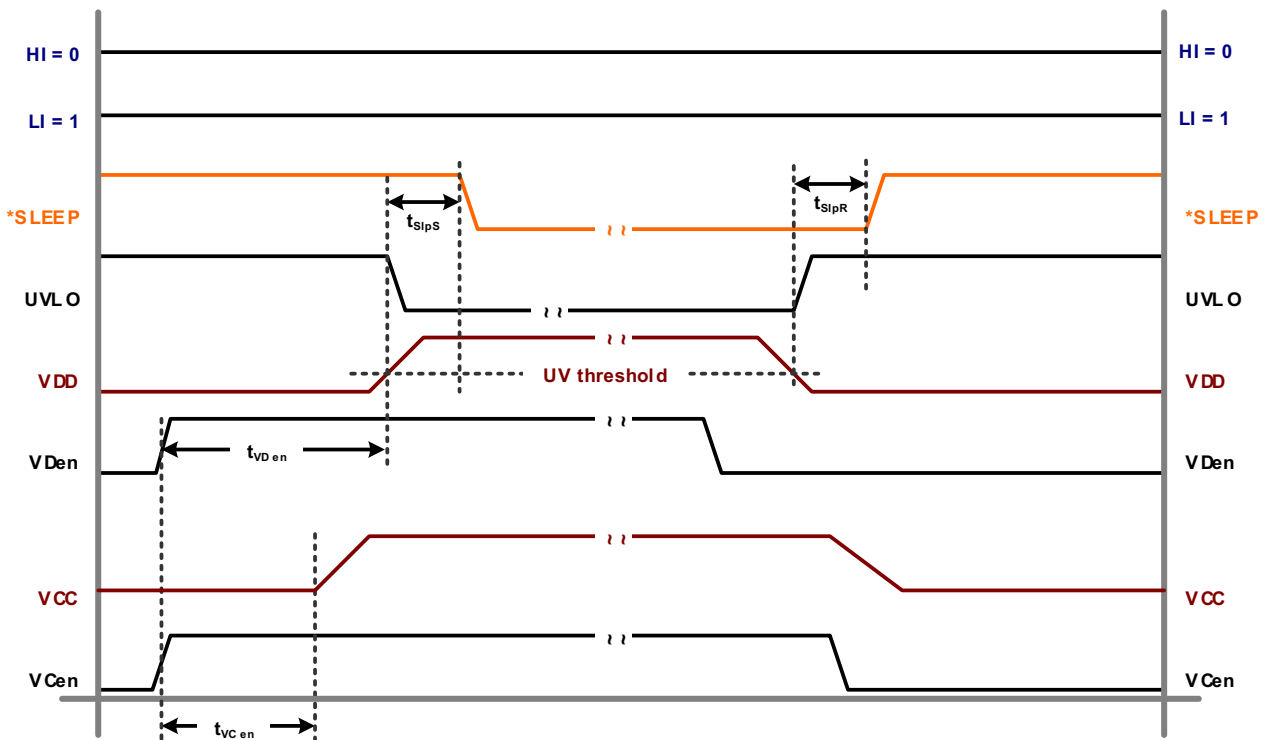 HI = 0
HI = 0
LI = 1
LI = 1
*SLEEP
tSlpS
tSlpR
*SLEEP
UVLO
UVLO
VDD
UV threshold
VDD
VDen
tVDen
VDen
VCC
VCC
VCen
VCen
tVCen